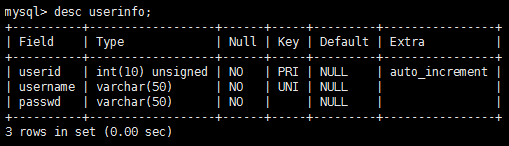 mysql> desc userinfo;
+----------+------------------+------+-----+---------+----------------+
| Field    | Type             | Null | Key | Default | Extra          |
+----------+------------------+------+-----+---------+----------------+
| userid   | int(10) unsigned | NO   | PRI | NULL    | auto_increment |
| username | varchar(50)      | NO   | UNI | NULL    |                |
| passwd   | varchar(50)      | NO   |     | NULL    |                |
+----------+------------------+------+-----+---------+----------------+
3 rows in set (0.00 sec)